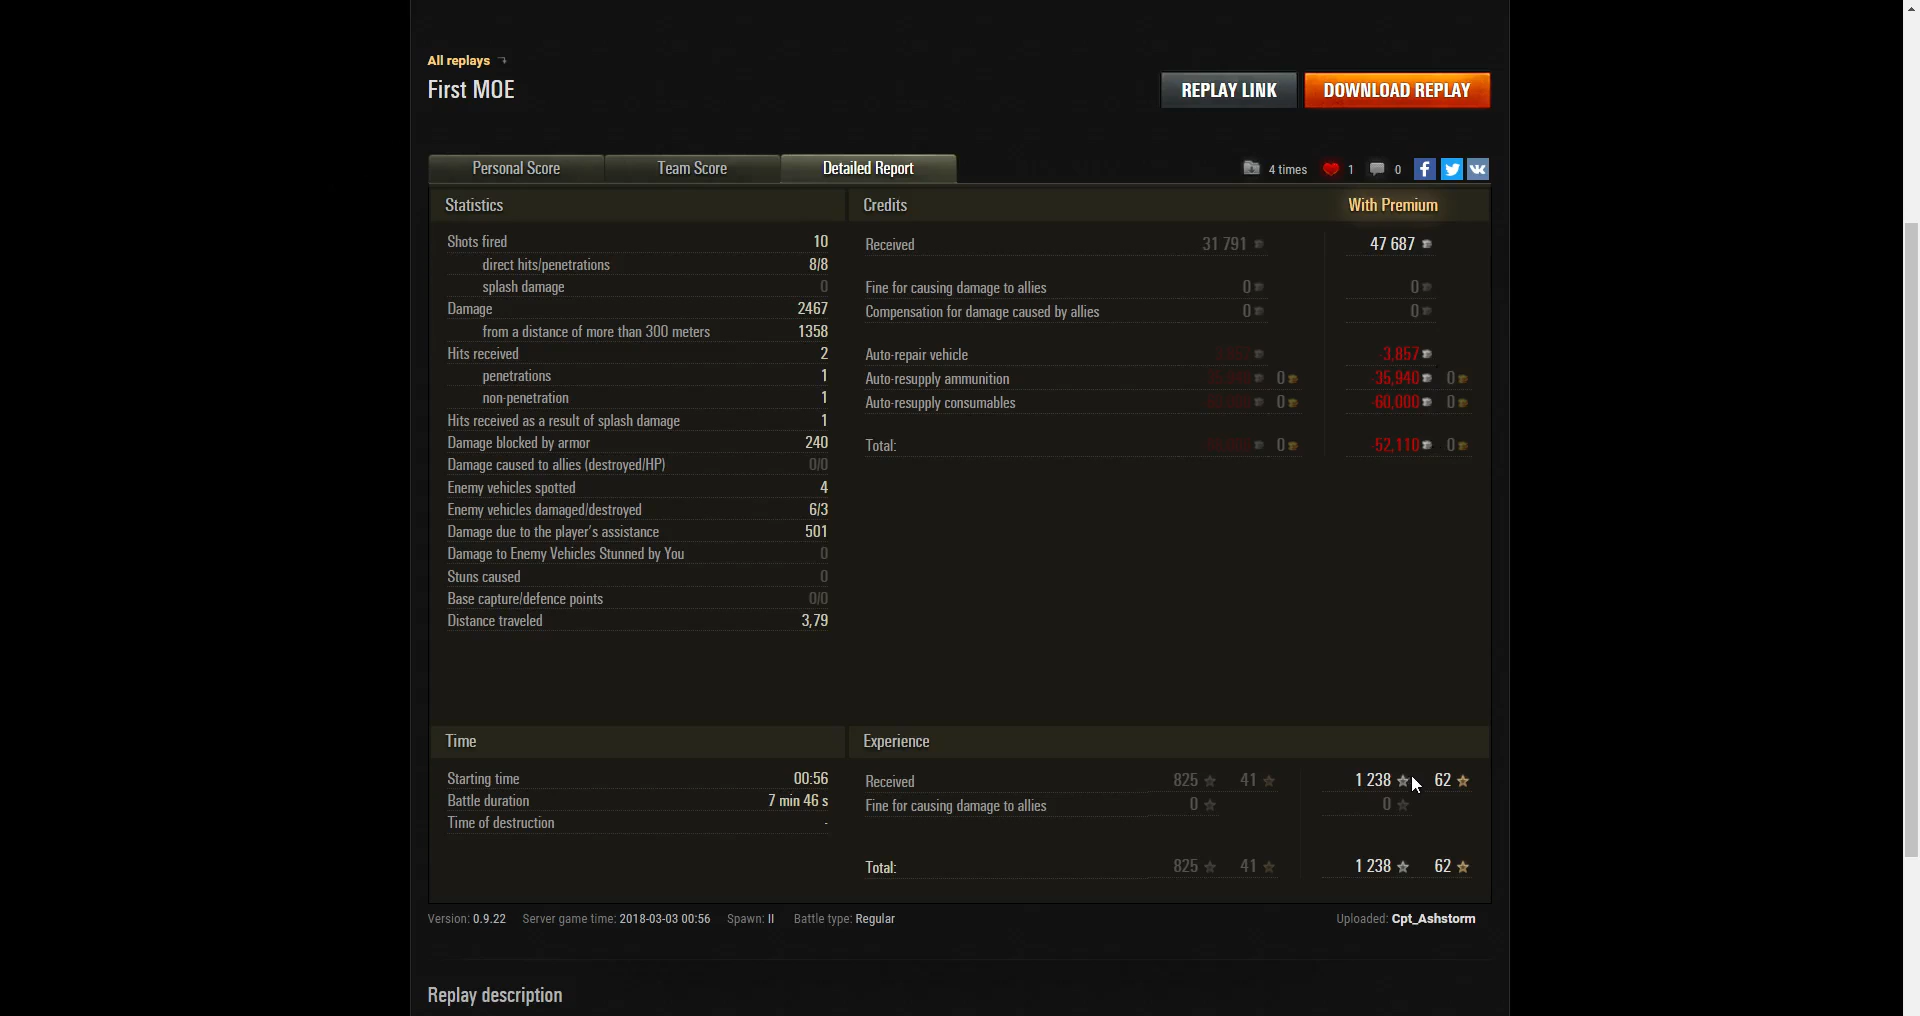 All replays
First MOE
REPLAY LINK
DOWNLOAD REPLAY
Personal Score
Team Score
Detailed Report
4 times
1
0
Statistics
Shots fired 10
direct hits/penetrations 8/8
splash damage 0
Damage 2467
from a distance of more than 300 meters 1358
Hits received 2
penetrations 1
non-penetration 1
Hits received as a result of splash damage 1
Damage blocked by armor 240
Damage caused to allies (destroyed/HP) 0/0
Enemy vehicles spotted 4
Enemy vehicles damaged/destroyed 6/3
Damage due to the player's assistance 501
Damage to Enemy Vehicles Stunned by You 0
Stuns caused 0
Base capture/defence points 0/0
Distance traveled 3,79
Credits With Premium
Received 31 791 47 687
Fine for causing damage to allies 0 0
Compensation for damage caused by allies 0 0
Auto-repair vehicle -3,857
Auto-resupply ammunition 0 -35,940 0
Auto-resupply consumables 0 -60,000 0
Total: 0 -52,110 0
Time
Starting time 00:56
Battle duration 7 min 46 s
Time of destruction -
Experience
Received 825 41 1 238 62
Fine for causing damage to allies 0 0
Total: 825 41 1 238 62
Version: 0.9.22 Server game time: 2018-03-03 00:56 Spawn: II Battle type: Regular
Uploaded: Cpt_Ashstorm
Replay description